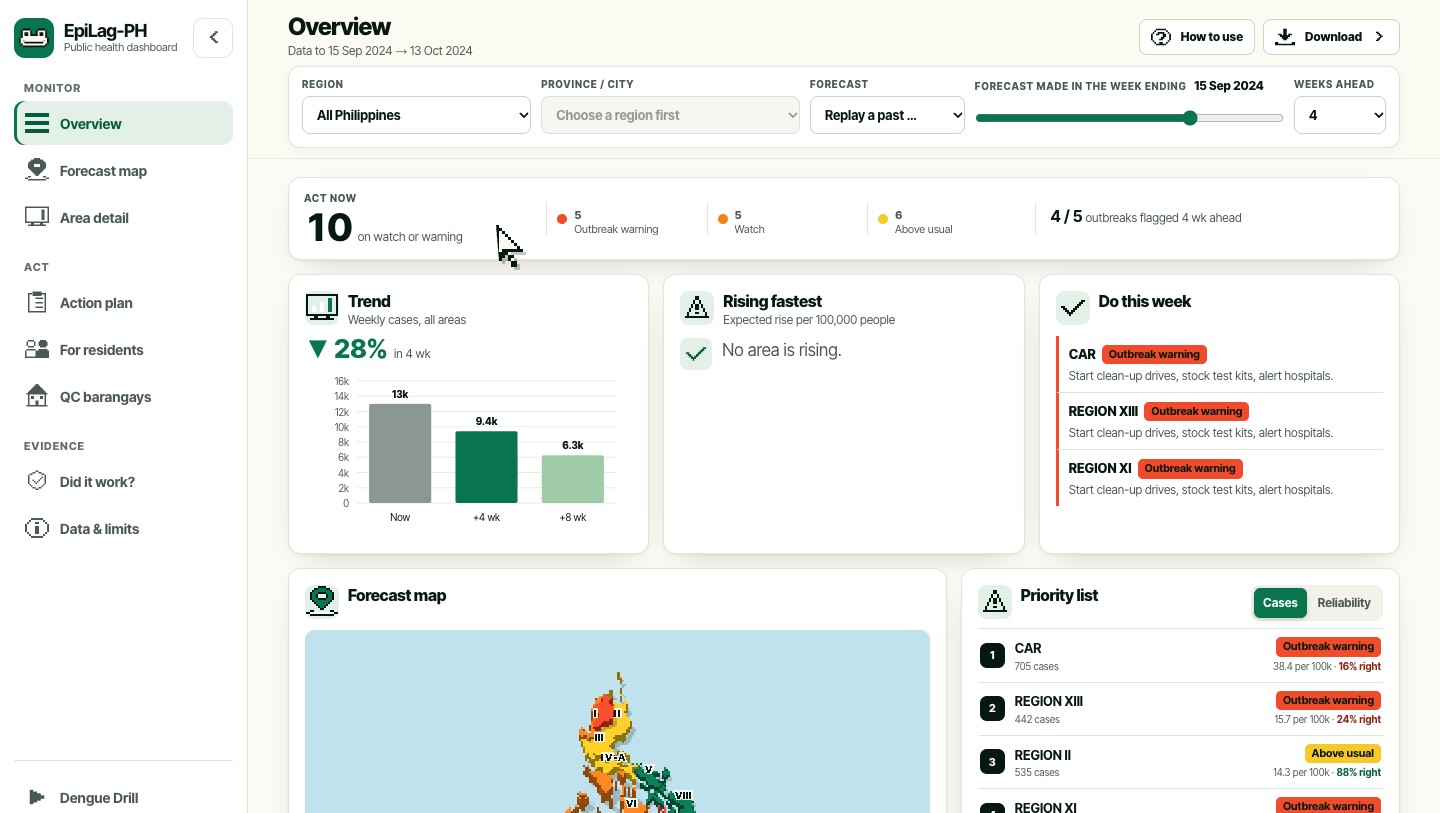 EpiLag-PH
Public health dashboard
MONITOR
Overview
Forecast map
Area detail
ACT
Action plan
For residents
QC barangays
EVIDENCE
Did it work?
Data & limits
Dengue Drill
Overview
Data to 15 Sep 2024 → 13 Oct 2024
How to use
Download
REGION
All Philippines
PROVINCE / CITY
Choose a region first
FORECAST
Replay a past ...
FORECAST MADE IN THE WEEK ENDING 15 Sep 2024
WEEKS AHEAD
4
ACT NOW
10 on watch or warning
5
Outbreak warning
5
Watch
6
Above usual
4 / 5 outbreaks flagged 4 wk ahead
Trend
Weekly cases, all areas
▼ 28% in 4 wk
16k
14k
12k
10k
8k
6k
4k
2k
0
13k
9.4k
6.3k
Now
+4 wk
+8 wk
Rising fastest
Expected rise per 100,000 people
No area is rising.
Do this week
CAR Outbreak warning
Start clean-up drives, stock test kits, alert hospitals.
REGION XIII Outbreak warning
Start clean-up drives, stock test kits, alert hospitals.
REGION XI Outbreak warning
Start clean-up drives, stock test kits, alert hospitals.
Forecast map
I II
III
IV-A
V
VI
VIII
Priority list
Cases
Reliability
1 CAR Outbreak warning
705 cases 38.4 per 100k · 16% right
2 REGION XIII Outbreak warning
442 cases 15.7 per 100k · 24% right
3 REGION II Above usual
535 cases 14.3 per 100k · 88% right
REGION XI Outbreak warning